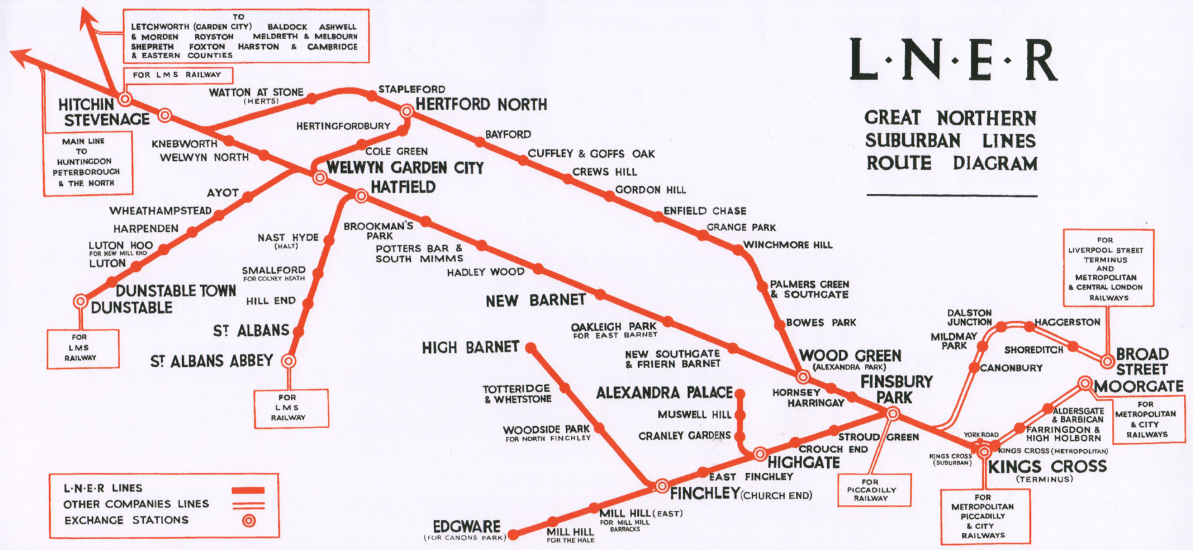 L·N·E·R
GREAT NORTHERN
SUBURBAN LINES
ROUTE DIAGRAM
TO
LETCHWORTH (GARDEN CITY) BALDOCK ASHWELL
& MORDEN ROYSTON MELDRETH & MELBOURN
SHEPRETH FOXTON HARSTON & CAMBRIDGE
& EASTERN COUNTIES
FOR LMS RAILWAY
HITCHIN
STEVENAGE
MAIN LINE
TO
HUNTINGDON
PETERBOROUGH
& THE NORTH
WATTON AT STONE
(HERTS)
STAPLEFORD
HERTFORD NORTH
HERTINGFORDBURY
COLE GREEN
KNEBWORTH
WELWYN NORTH
WELWYN GARDEN CITY
HATFIELD
BAYFORD
CUFFLEY & GOFFS OAK
CREWS HILL
GORDON HILL
ENFIELD CHASE
GRANGE PARK
WINCHMORE HILL
PALMERS GREEN
& SOUTHGATE
BOWES PARK
AYOT
WHEATHAMPSTEAD
HARPENDEN
LUTON HOO
FOR NEW MILL END
LUTON
DUNSTABLE TOWN
DUNSTABLE
FOR
LMS
RAILWAY
NAST HYDE
(HALT)
SMALLFORD
FOR COLNEY HEATH
HILL END
ST ALBANS
ST ALBANS ABBEY
FOR
LMS
RAILWAY
BROOKMAN'S
PARK
POTTERS BAR &
SOUTH MIMMS
HADLEY WOOD
NEW BARNET
OAKLEIGH PARK
FOR EAST BARNET
NEW SOUTHGATE
& FRIERN BARNET
WOOD GREEN
(ALEXANDRA PARK)
HORNSEY
HARRINGAY
FINSBURY
PARK
HIGH BARNET
TOTTERIDGE
& WHETSTONE
WOODSIDE PARK
FOR NORTH FINCHLEY
ALEXANDRA PALACE
MUSWELL HILL
CRANLEY GARDENS
STROUD GREEN
CROUCH END
HIGHGATE
EAST FINCHLEY
FINCHLEY (CHURCH END)
MILL HILL (EAST)
FOR MILL HILL
BARRACKS
MILL HILL
FOR THE HALE
EDGWARE
(FOR CANONS PARK)
FOR
PICCADILLY
RAILWAY
FOR
LIVERPOOL STREET
TERMINUS
AND
METROPOLITAN
& CENTRAL LONDON
RAILWAYS
DALSTON
JUNCTION
HAGGERSTON
MILDMAY
PARK
SHOREDITCH
CANONBURY
BROAD
STREET
MOORGATE
ALDERSGATE
& BARBICAN
FARRINGDON &
HIGH HOLBORN
FOR
METROPOLITAN
& CITY
RAILWAYS
YORK ROAD
KINGS CROSS
(SUBURBAN)
KINGS CROSS (METROPOLITAN)
KINGS CROSS
(TERMINUS)
FOR
METROPOLITAN
PICCADILLY
& CITY
RAILWAYS
L·N·E·R LINES
OTHER COMPANIES LINES
EXCHANGE STATIONS